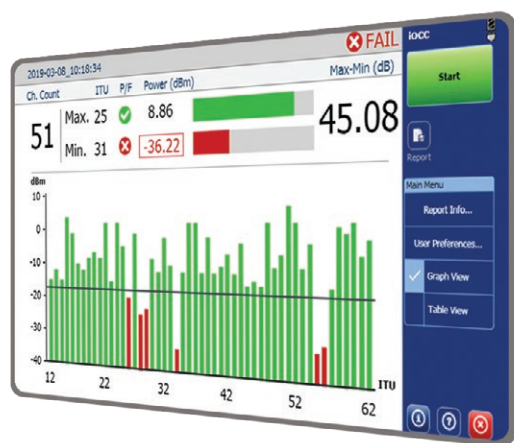 FAIL
iOCC
2019-03-08_10:18:34
Ch. Count ITU P/F Power (dBm) Max-Min (dB)
51
Max. 25 8.86
Min. 31 -36.22
45.08
Start
Report
Main Menu
Report Info...
User Preferences...
Graph View
Table View
dBm
10
0
-10
-20
-30
-40
12 22 32 42 52 62
ITU